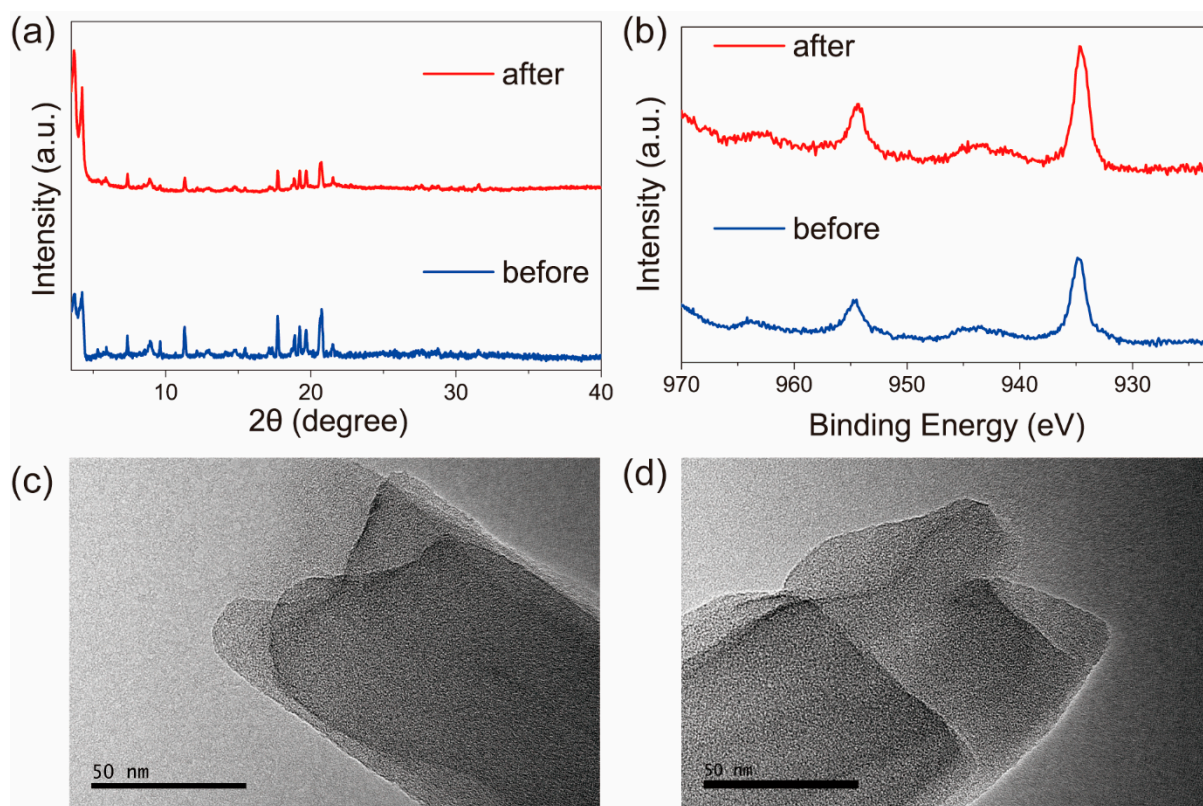 (a)
after
before
Intensity (a.u.)
10 20 30 40
2θ (degree)
(b)
after
before
Intensity (a.u.)
970 960 950 940 930
Binding Energy (eV)
(c)
50 nm
(d)
50 nm